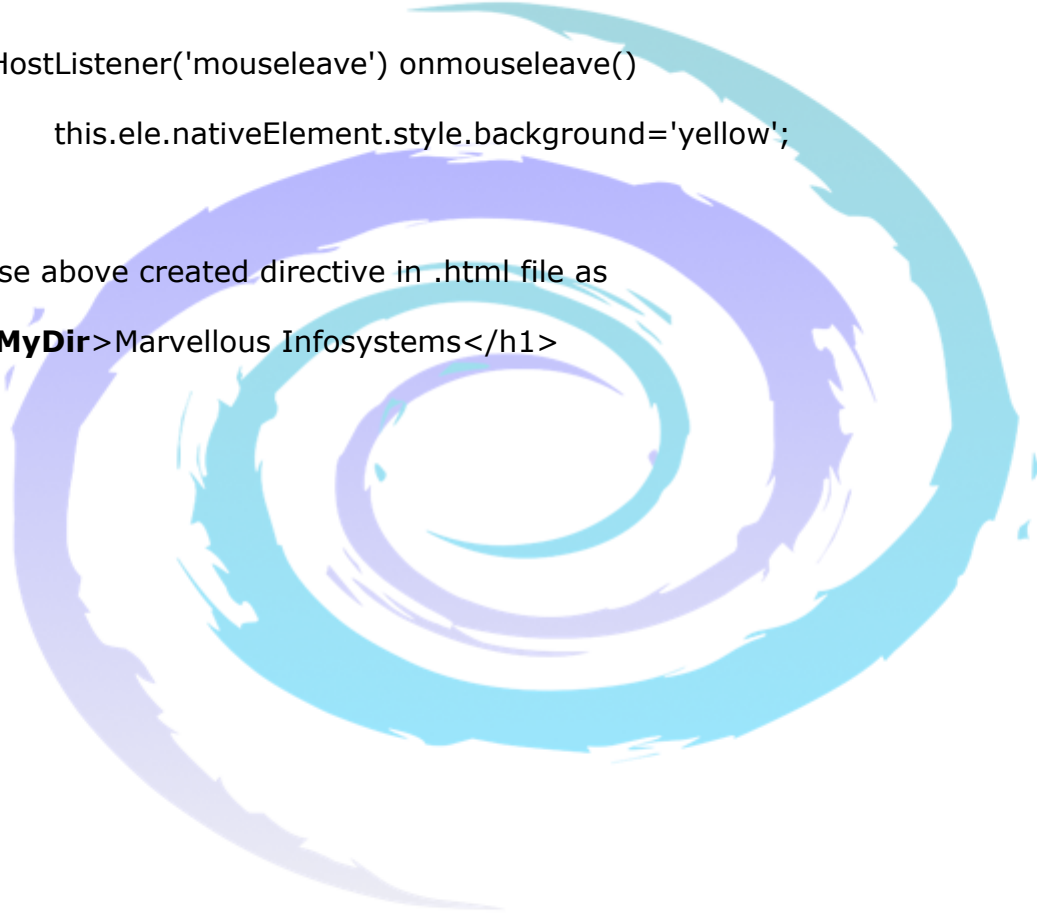 HostListener('mouseleave') onmouseleave()
this.ele.nativeElement.style.background='yellow';
se above created directive in .html file as
MyDir>Marvellous Infosystems</h1>